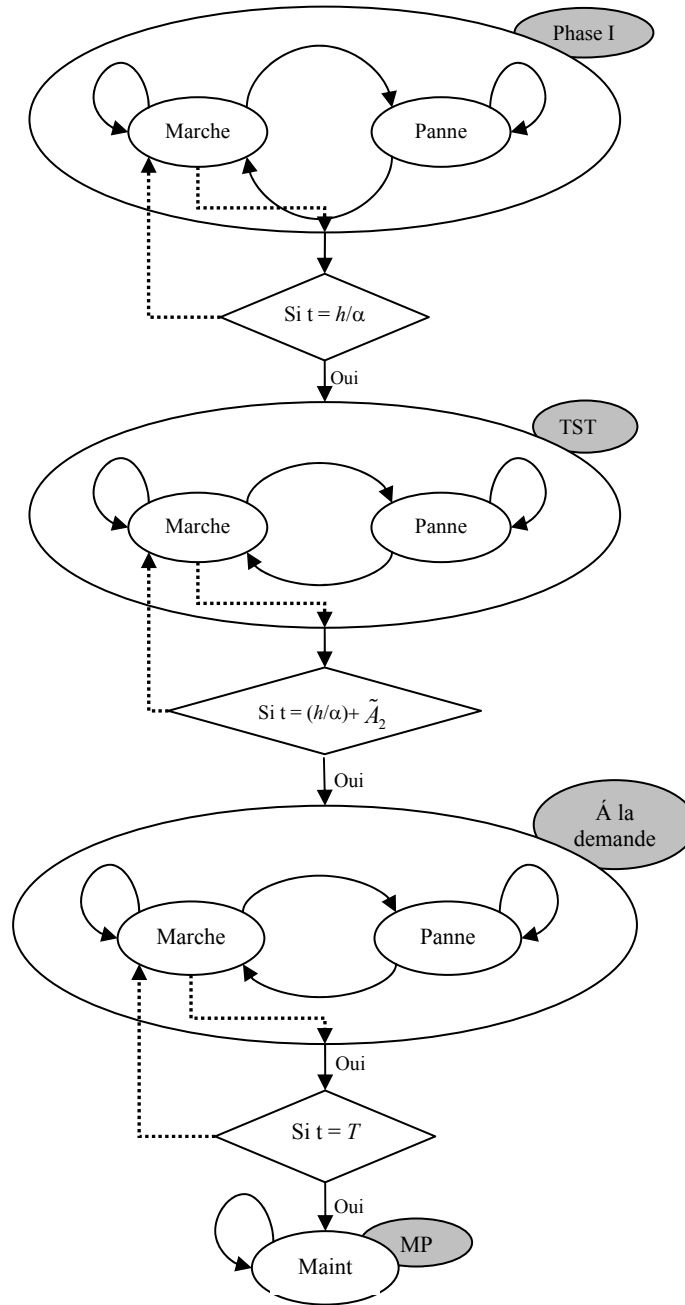 Phase I
Marche
Panne
Si t = h/α
Oui
TST
Marche
Panne
Si t = (h/α)+ Ã₂
Oui
Á la
demande
Marche
Panne
Oui
Si t = T
Oui
MP
Maint